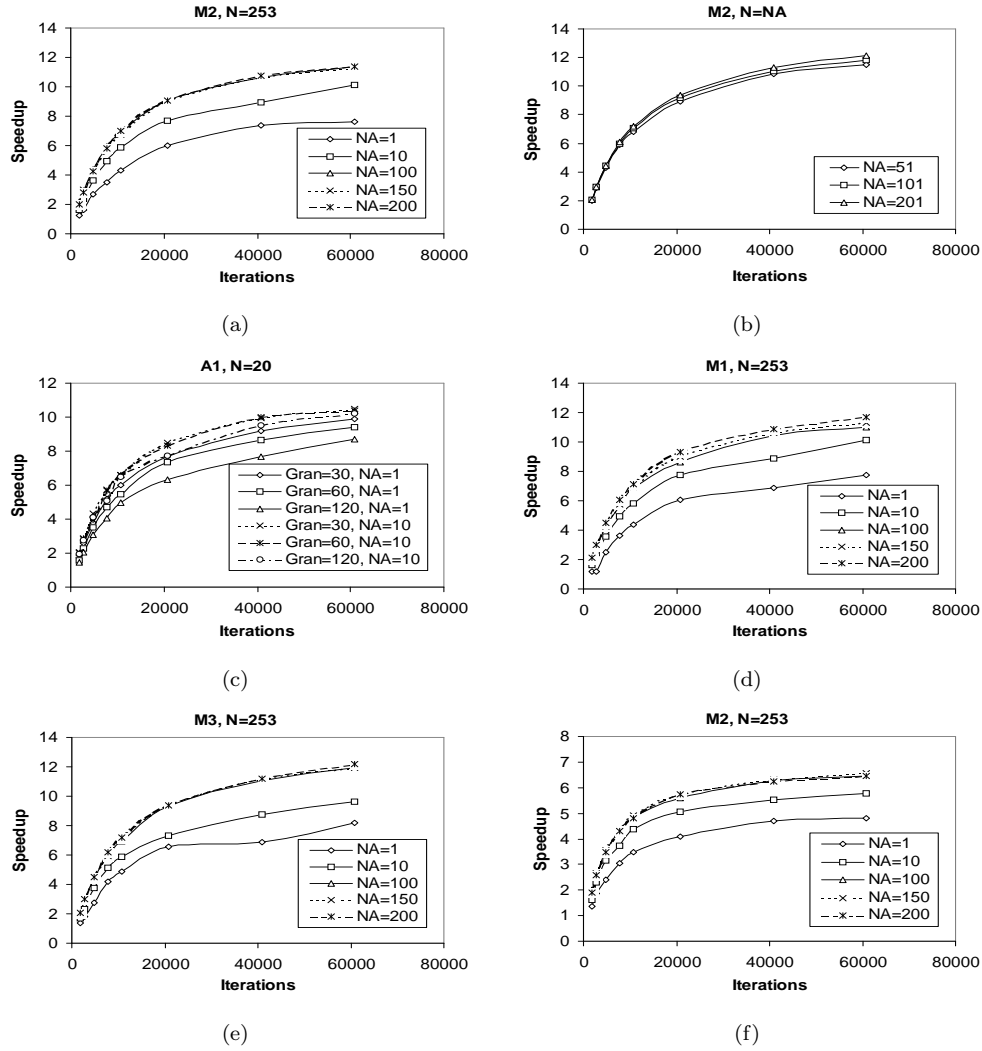 M2, N=253
14
12
10
8
6
4
2
0
Speedup
NA=1
NA=10
NA=100
NA=150
NA=200
0 20000 40000 60000 80000
Iterations
(a)
M2, N=NA
14
12
10
8
6
4
2
0
Speedup
NA=51
NA=101
NA=201
0 20000 40000 60000 80000
Iterations
(b)
A1, N=20
12
10
8
6
4
2
0
Speedup
Gran=30, NA=1
Gran=60, NA=1
Gran=120, NA=1
Gran=30, NA=10
Gran=60, NA=10
Gran=120, NA=10
0 20000 40000 60000 80000
Iterations
(c)
M1, N=253
14
12
10
8
6
4
2
0
Speedup
NA=1
NA=10
NA=100
NA=150
NA=200
0 20000 40000 60000 80000
Iterations
(d)
M3, N=253
14
12
10
8
6
4
2
0
Speedup
NA=1
NA=10
NA=100
NA=150
NA=200
0 20000 40000 60000 80000
Iterations
(e)
M2, N=253
8
7
6
5
4
3
2
1
0
Speedup
NA=1
NA=10
NA=100
NA=150
NA=200
0 20000 40000 60000 80000
Iterations
(f)